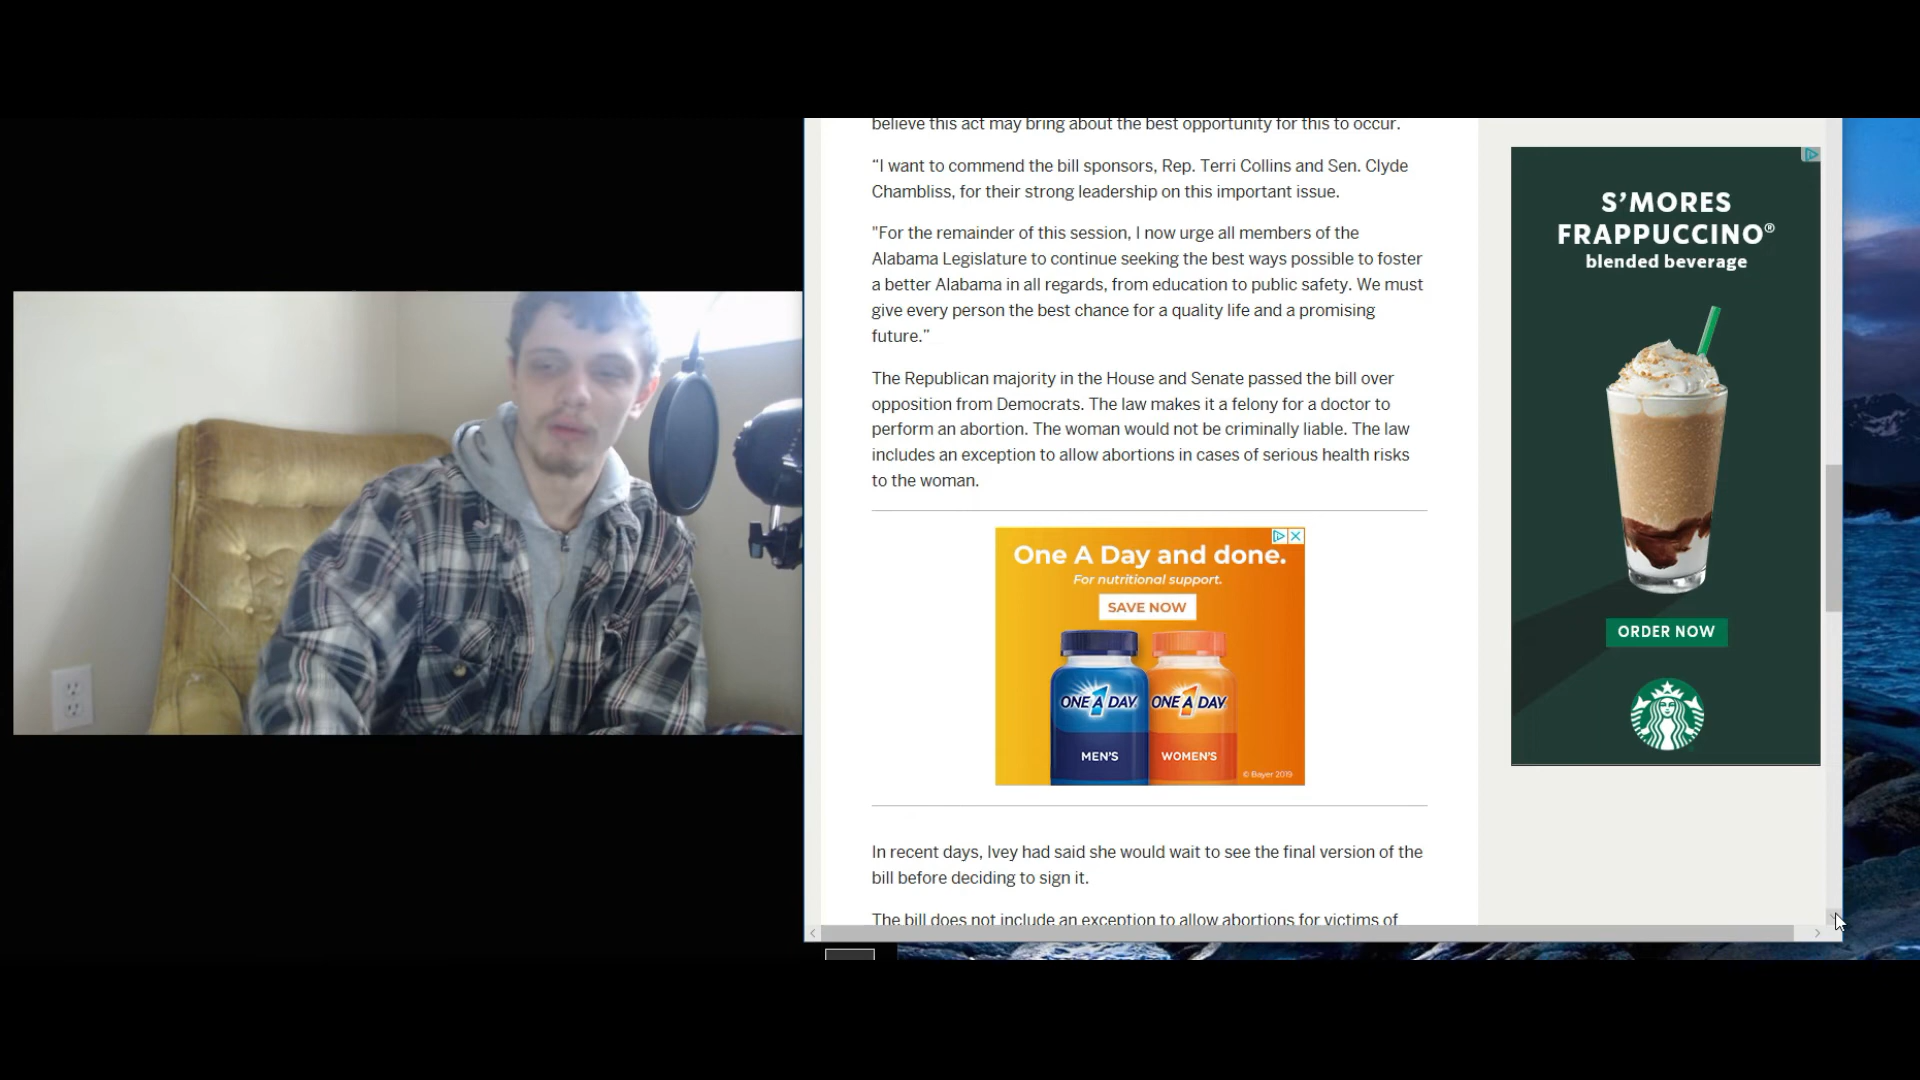 believe this act may bring about the best opportunity for this to occur.
“I want to commend the bill sponsors, Rep. Terri Collins and Sen. Clyde
Chambliss, for their strong leadership on this important issue.
"For the remainder of this session, I now urge all members of the
Alabama Legislature to continue seeking the best ways possible to foster
a better Alabama in all regards, from education to public safety. We must
give every person the best chance for a quality life and a promising
future.”
The Republican majority in the House and Senate passed the bill over
opposition from Democrats. The law makes it a felony for a doctor to
perform an abortion. The woman would not be criminally liable. The law
includes an exception to allow abortions in cases of serious health risks
to the woman.
One A Day and done.
For nutritional support.
SAVE NOW
ONE A DAY
MEN'S
ONE A DAY
WOMEN'S
© Bayer 2019
In recent days, Ivey had said she would wait to see the final version of the
bill before deciding to sign it.
The bill does not include an exception to allow abortions for victims of
S’MORES
FRAPPUCCINO®
blended beverage
ORDER NOW